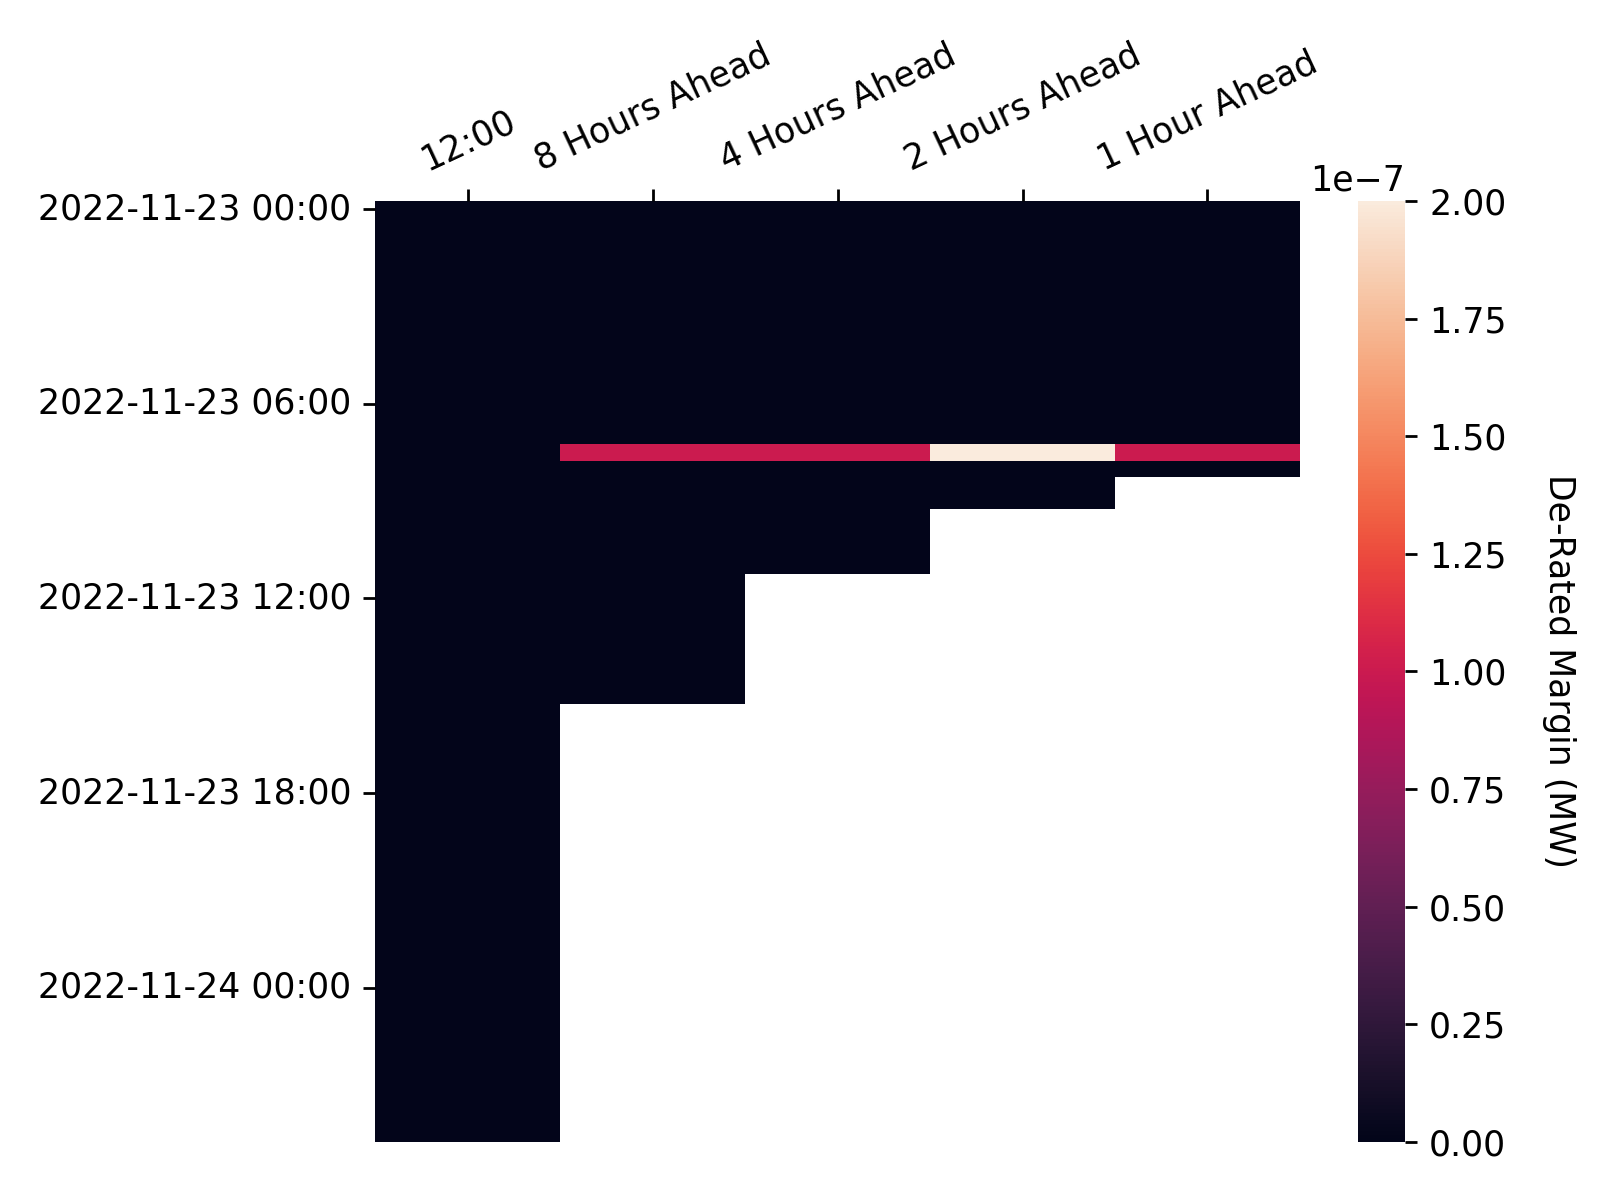 12:00
8 Hours Ahead
4 Hours Ahead
2 Hours Ahead
1 Hour Ahead
2022-11-23 00:00
2022-11-23 06:00
2022-11-23 12:00
2022-11-23 18:00
2022-11-24 00:00
1e−7
2.00
1.75
1.50
1.25
1.00
0.75
0.50
0.25
0.00
De-Rated Margin (MW)